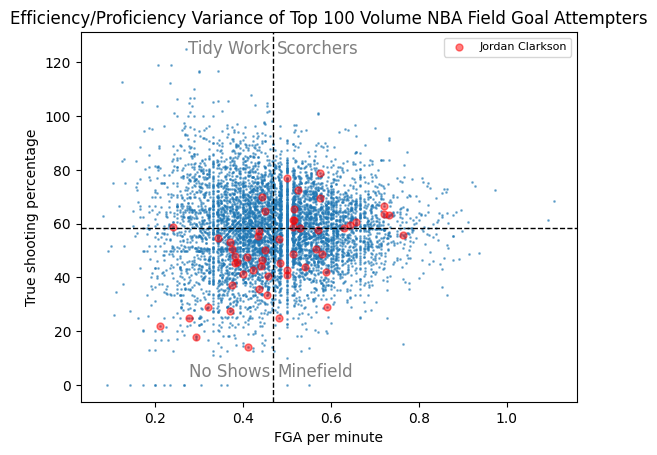 Efficiency/Proficiency Variance of Top 100 Volume NBA Field Goal Attempters
Tidy Work Scorchers
Jordan Clarkson
120
100
80
60
40
20
0
True shooting percentage
No Shows Minefield
0.2 0.4 0.6 0.8 1.0
FGA per minute